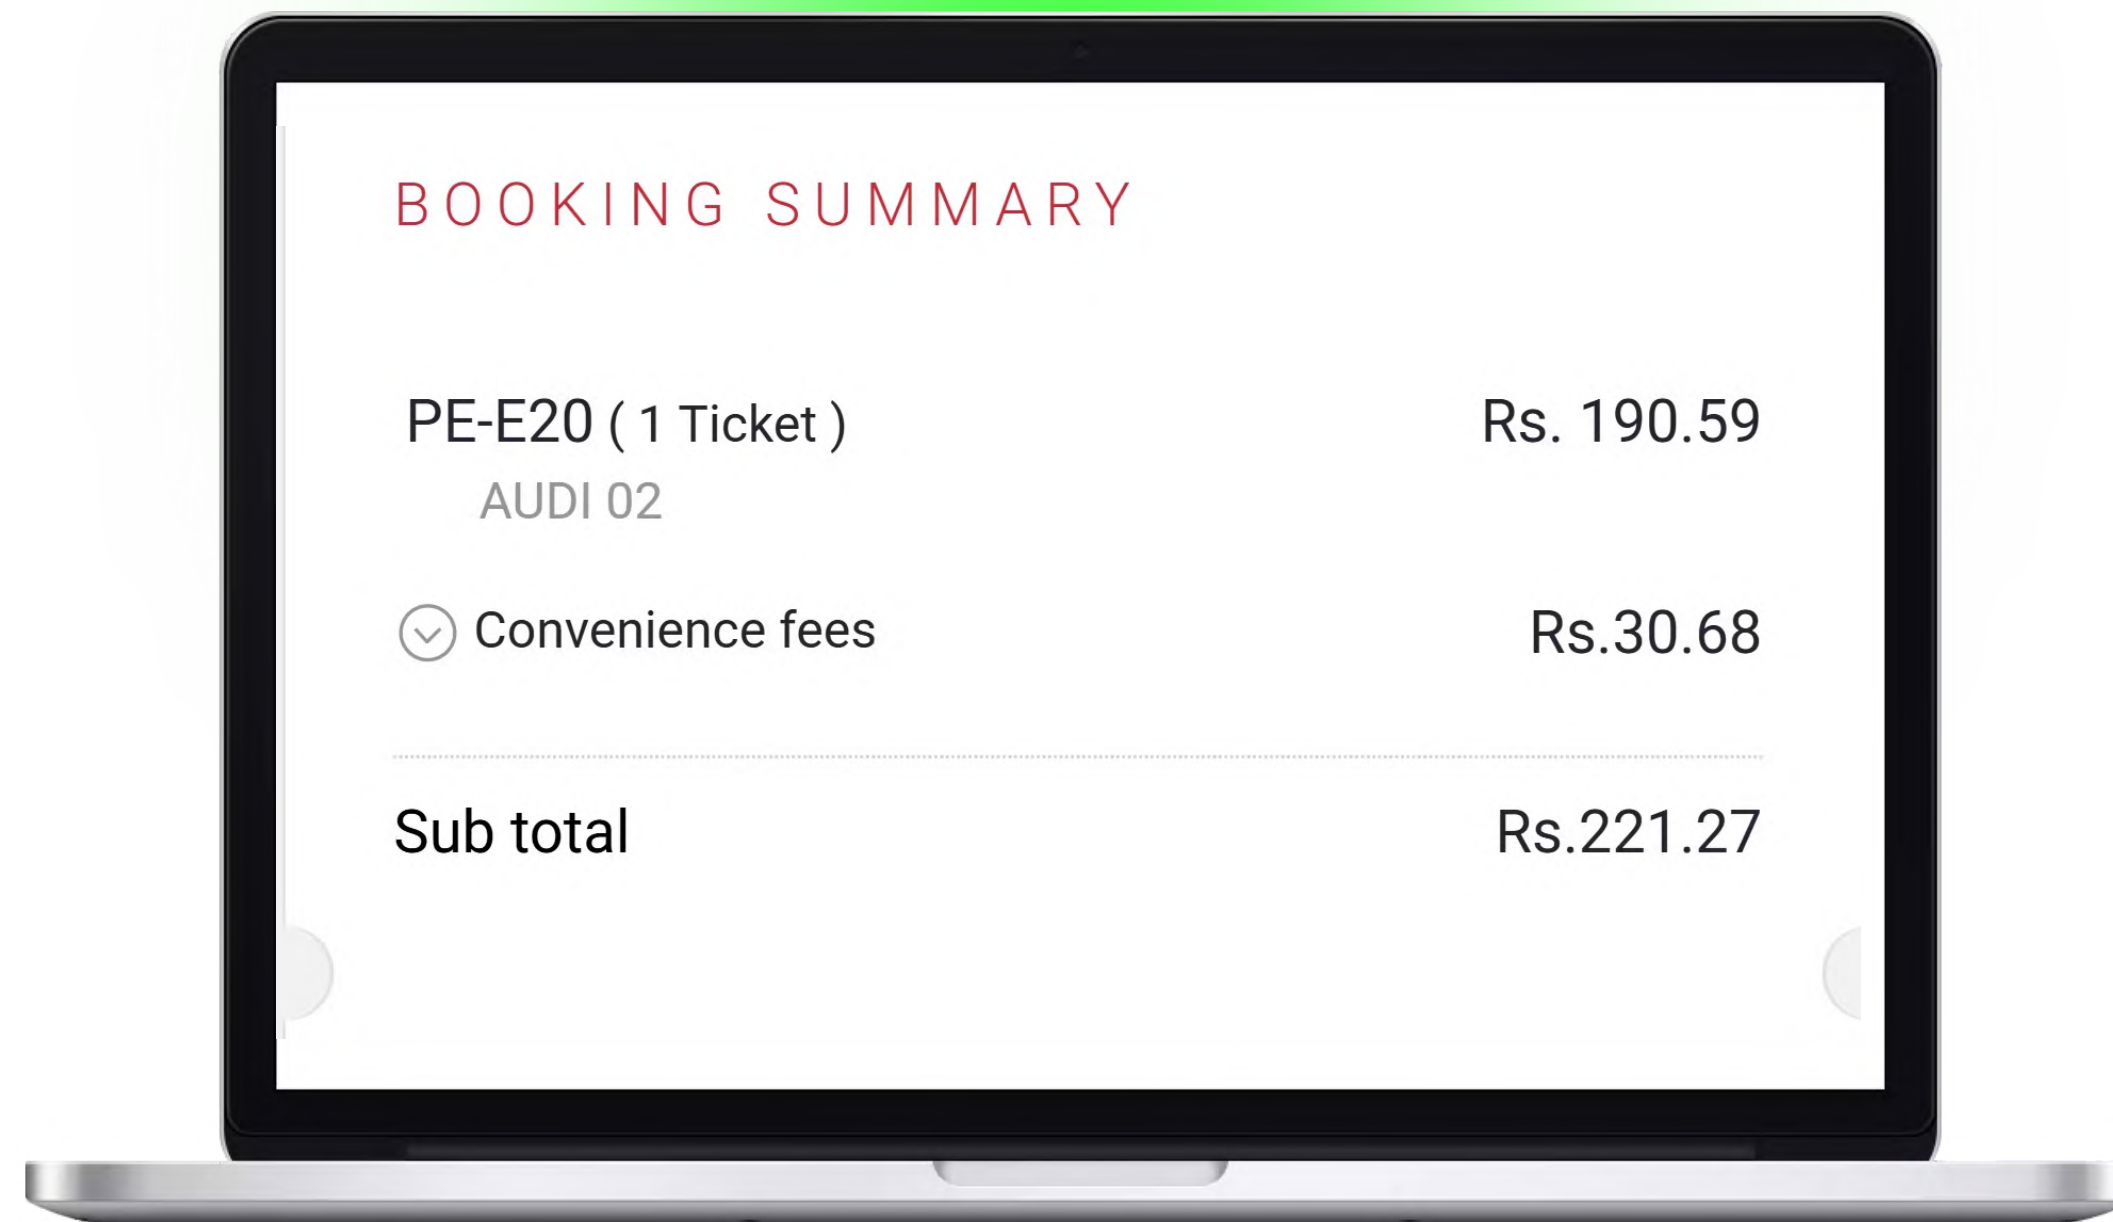 BOOKING SUMMARY
PE-E20 ( 1 Ticket ) Rs. 190.59
AUDI 02
Convenience fees Rs.30.68
Sub total Rs.221.27